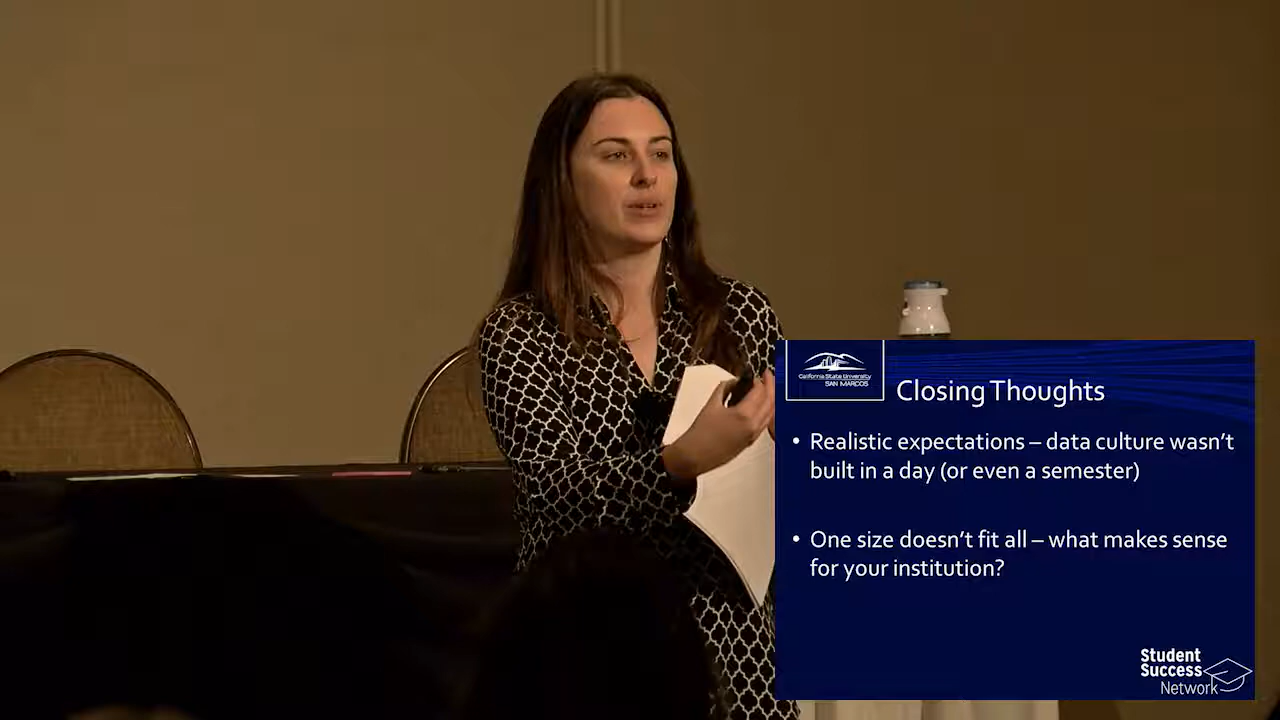 California State University
SAN MARCOS
Closing Thoughts
• Realistic expectations – data culture wasn't
built in a day (or even a semester)
• One size doesn't fit all – what makes sense
for your institution?
Student
Success
Network